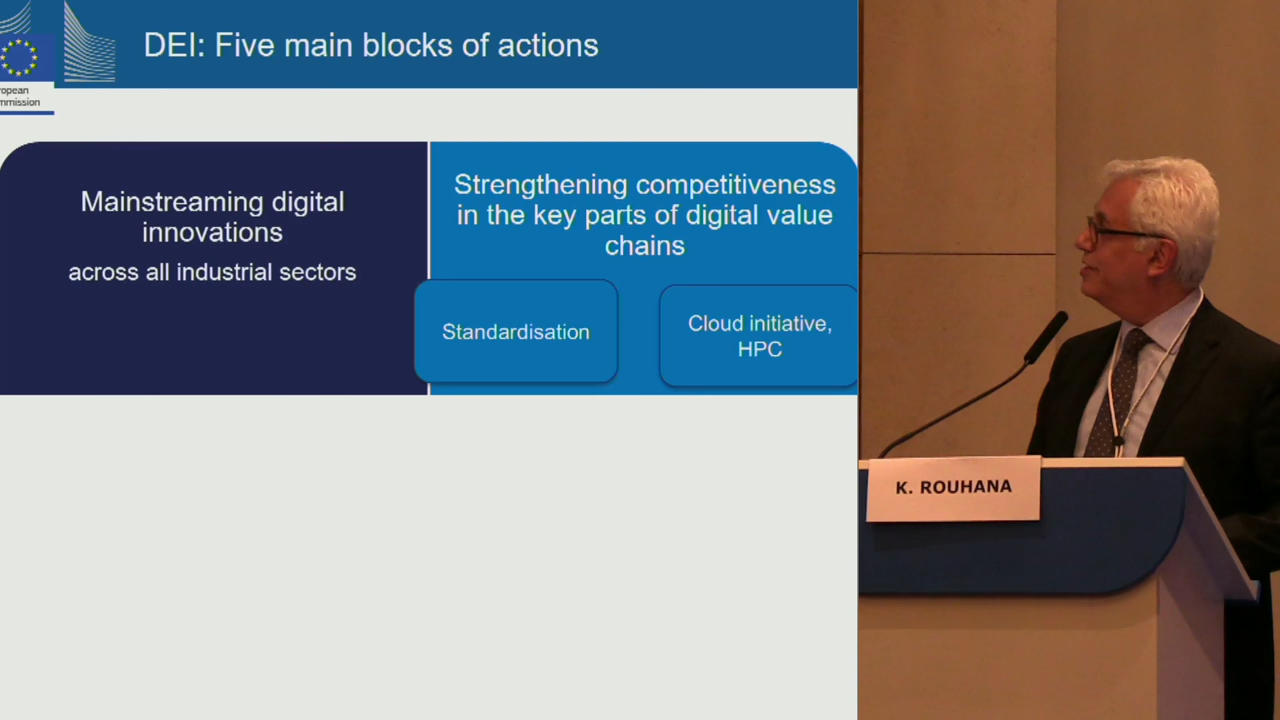 DEI: Five main blocks of actions
ropean
mmission
Mainstreaming digital
innovations
across all industrial sectors
Strengthening competitiveness
in the key parts of digital value
chains
Standardisation
Cloud initiative,
HPC
K. ROUHANA